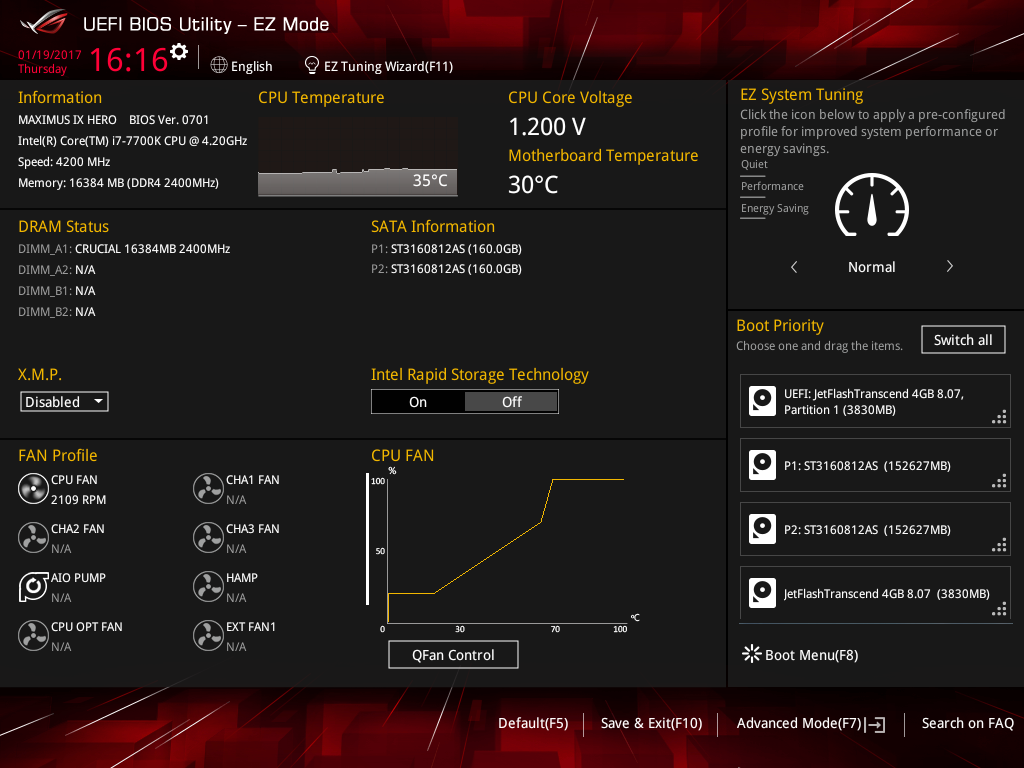 UEFI BIOS Utility – EZ Mode
01/19/2017
Thursday
16:16
English
EZ Tuning Wizard(F11)
Information
MAXIMUS IX HERO BIOS Ver. 0701
Intel(R) Core(TM) i7-7700K CPU @ 4.20GHz
Speed: 4200 MHz
Memory: 16384 MB (DDR4 2400MHz)
CPU Temperature
35°C
CPU Core Voltage
1.200 V
Motherboard Temperature
30°C
EZ System Tuning
Click the icon below to apply a pre-configured
profile for improved system performance or
energy savings.
Quiet
Performance
Energy Saving
Normal
DRAM Status
DIMM_A1: CRUCIAL 16384MB 2400MHz
DIMM_A2: N/A
DIMM_B1: N/A
DIMM_B2: N/A
SATA Information
P1: ST3160812AS (160.0GB)
P2: ST3160812AS (160.0GB)
X.M.P.
Disabled
Intel Rapid Storage Technology
On Off
Boot Priority
Choose one and drag the items.
Switch all
UEFI: JetFlashTranscend 4GB 8.07,
Partition 1 (3830MB)
P1: ST3160812AS (152627MB)
P2: ST3160812AS (152627MB)
JetFlashTranscend 4GB 8.07 (3830MB)
Boot Menu(F8)
FAN Profile
CPU FAN
2109 RPM
CHA1 FAN
N/A
CHA2 FAN
N/A
CHA3 FAN
N/A
AIO PUMP
N/A
HAMP
N/A
CPU OPT FAN
N/A
EXT FAN1
N/A
CPU FAN
%
100
50
0 30 70 100
°C
QFan Control
Default(F5)
Save & Exit(F10)
Advanced Mode(F7)
Search on FAQ